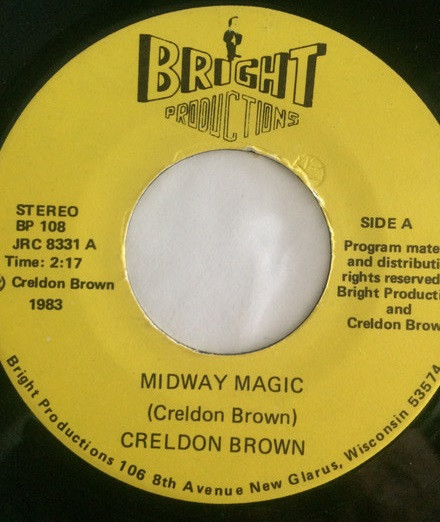 BRIGHT
PRODUCTIONS
STEREO
BP 108
JRC 8331 A
Time: 2:17
Creldon Brown
1983
SIDE A
Program mate
and distributi
rights reserved
Bright Producti
and
Creldon Brow
MIDWAY MAGIC
(Creldon Brown)
CRELDON BROWN
Bright Productions 106 8th Avenue New Glarus, Wisconsin 53574